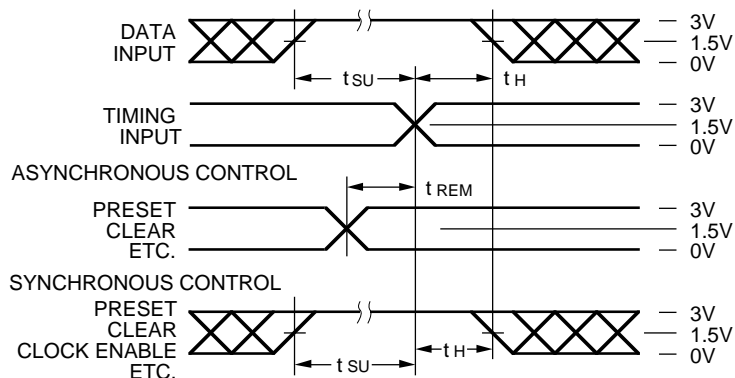 DATA
INPUT
3V
1.5V
0V
tSU
tH
TIMING
INPUT
3V
1.5V
0V
ASYNCHRONOUS CONTROL
tREM
PRESET
CLEAR
ETC.
3V
1.5V
0V
SYNCHRONOUS CONTROL
PRESET
CLEAR
CLOCK ENABLE
ETC.
3V
1.5V
0V
tSU
tH